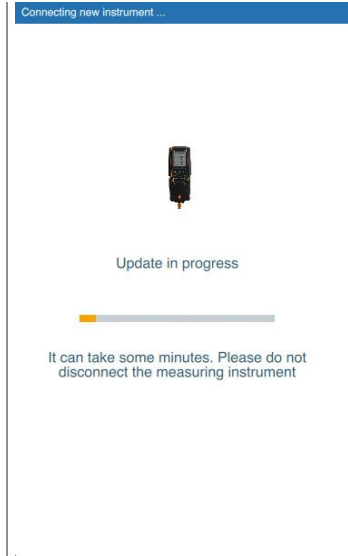 Connecting new instrument ...
Update in progress
It can take some minutes. Please do not
disconnect the measuring instrument